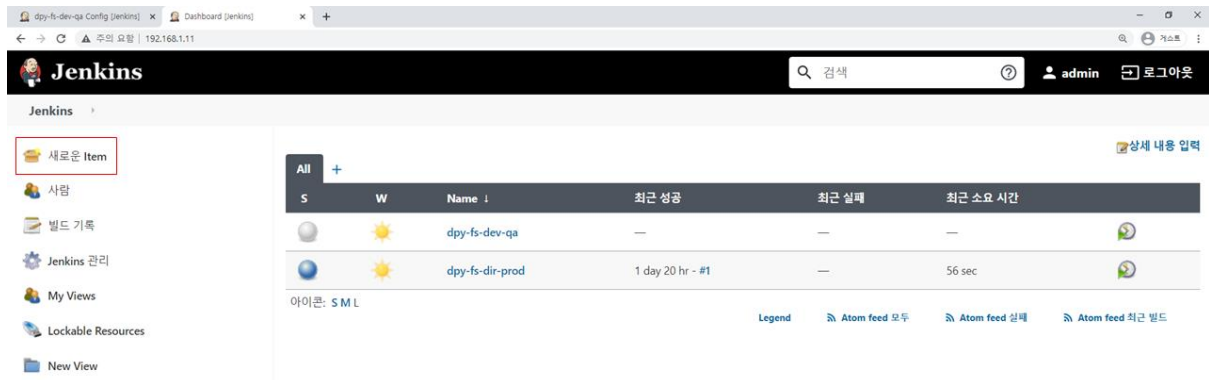 dpy-fs-dev-qa Config [Jenkins]
Dashboard [Jenkins]
주의 요함 | 192.168.1.11
게스트
Jenkins
검색
admin
로그아웃
Jenkins
새로운 Item
상세 내용 입력
사람
빌드 기록
Jenkins 관리
My Views
Lockable Resources
New View
All +
S W Name ↓ 최근 성공 최근 실패 최근 소요 시간
dpy-fs-dev-qa — — —
dpy-fs-dir-prod 1 day 20 hr - #1 — 56 sec
아이콘: S M L
Legend Atom feed 모두 Atom feed 실패 Atom feed 최근 빌드